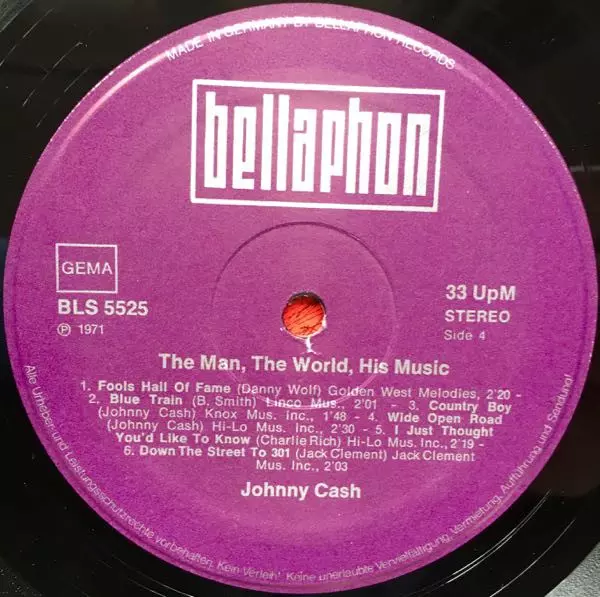 MADE IN GERMANY BY BELLAPHON RECORDS
bellaphon
GEMA
BLS 5525
℗ 1971
33 UpM
STEREO
Side 4
The Man, The World, His Music
1. Fools Hall Of Fame (Danny Wolf) Golden West Melodies, 2'20 -
2. Blue Train (B. Smith) Linco Mus., 2'01 - 3. Country Boy
(Johnny Cash) Knox Mus. Inc., 1'48 - 4. Wide Open Road
(Johnny Cash) Hi-Lo Mus. Inc., 2'30 - 5. I Just Thought
You'd Like To Know (Charlie Rich) Hi-Lo Mus. Inc., 2'19 -
6. Down The Street To 301 (Jack Clement) Jack Clement
Mus. Inc., 2'03
Johnny Cash
Alle Urheber- und Leistungsschutzrechte vorbehalten. Kein Verleih! Keine unerlaubte Vervielfältigung, Vermietung, Aufführung und Sendung!